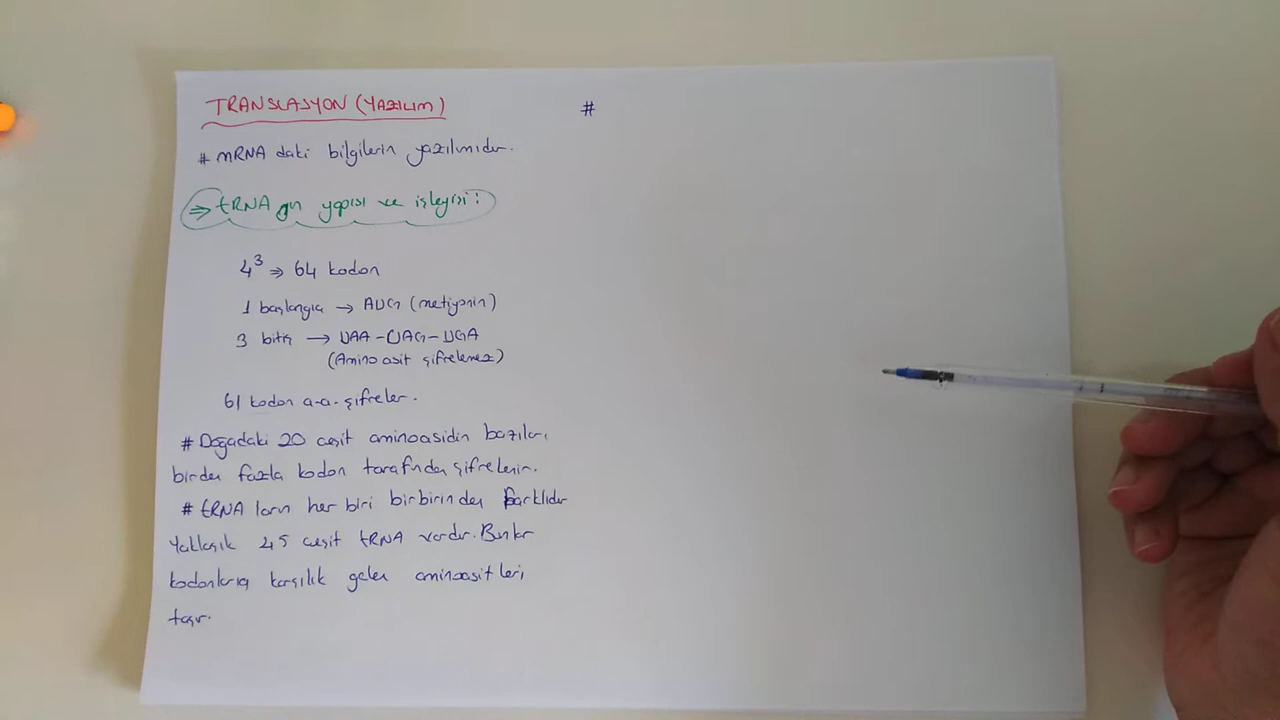 TRANSLASYON (YAZILIM)
# mRNA daki bilgilerin yazılımıdır.
⇒ tRNA ın yapısı ve işleyişi:
4³ ⇒ 64 kodon
1 başlangıç → AUG (metiyonin)
3 bitiş → UAA - UAG - UGA
(Amino asit şifrelemez)
61 kodon a.a. şifreler.
# Doğadaki 20 çeşit aminoasidin bazıları
birden fazla kodon tarafından şifrelenir.
# tRNA ların her biri birbirinden farklıdır
Yaklaşık 45 çeşit tRNA vardır. Bunlar
kodonlara karşılık gelen aminoasitleri
taşır.
#